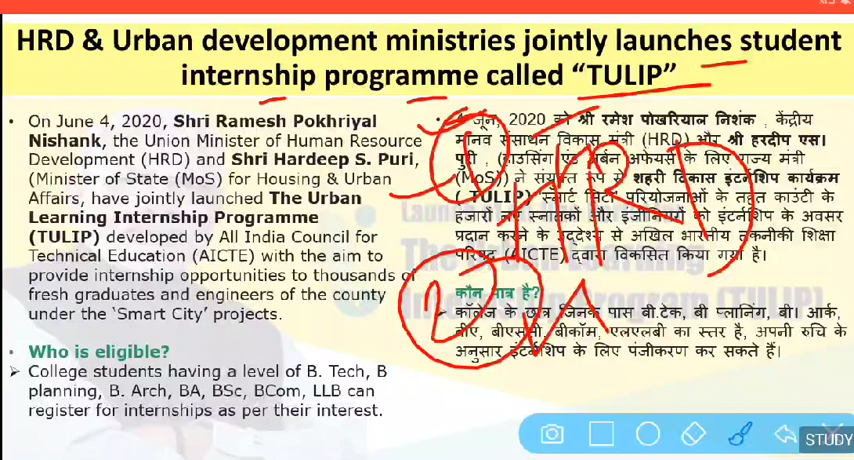 HRD & Urban development ministries jointly launches student
internship programme called “TULIP”
• On June 4, 2020, Shri Ramesh Pokhriyal
Nishank, the Union Minister of Human Resource
Development (HRD) and Shri Hardeep S. Puri,
(Minister of State (MoS) for Housing & Urban
Affairs, have jointly launched The Urban
Learning Internship Programme
(TULIP) developed by All India Council for
Technical Education (AICTE) with the aim to
provide internship opportunities to thousands of
fresh graduates and engineers of the county
under the ‘Smart City’ projects.
• Who is eligible?
➢ College students having a level of B. Tech, B
planning, B. Arch, BA, BSc, BCom, LLB can
register for internships as per their interest.
जून, 2020 को श्री रमेश पोखरियाल निशंक, केंद्रीय
मानव संसाधन विकास मंत्री (HRD) और श्री हरदीप एस।
पुरी , (हाउसिंग एंड अर्बन अफेयर्स के लिए राज्य मंत्री
(MoS) ने संयुक्त रूप से शहरी विकास इंटर्नशिप कार्यक्रम
( TULIP) स्मार्ट सिटी परियोजनाओं के तहत काउंटी के
हजारों नए स्नातकों और इंजीनियरों को इंटर्नशिप के अवसर
प्रदान करने के उद्देश्य से अखिल भारतीय तकनीकी शिक्षा
परिषद (AICTE) द्वारा विकसित किया गया है।
कौन पात्र है?
कॉलेज के छात्र जिनके पास बी.टेक, बी प्लानिंग, बी। आर्क,
बीए, बीएससी, बीकॉम, एलएलबी का स्तर है, अपनी रुचि के
अनुसार इंटर्नशिप के लिए पंजीकरण कर सकते हैं।
1 HRD
2
STUDY